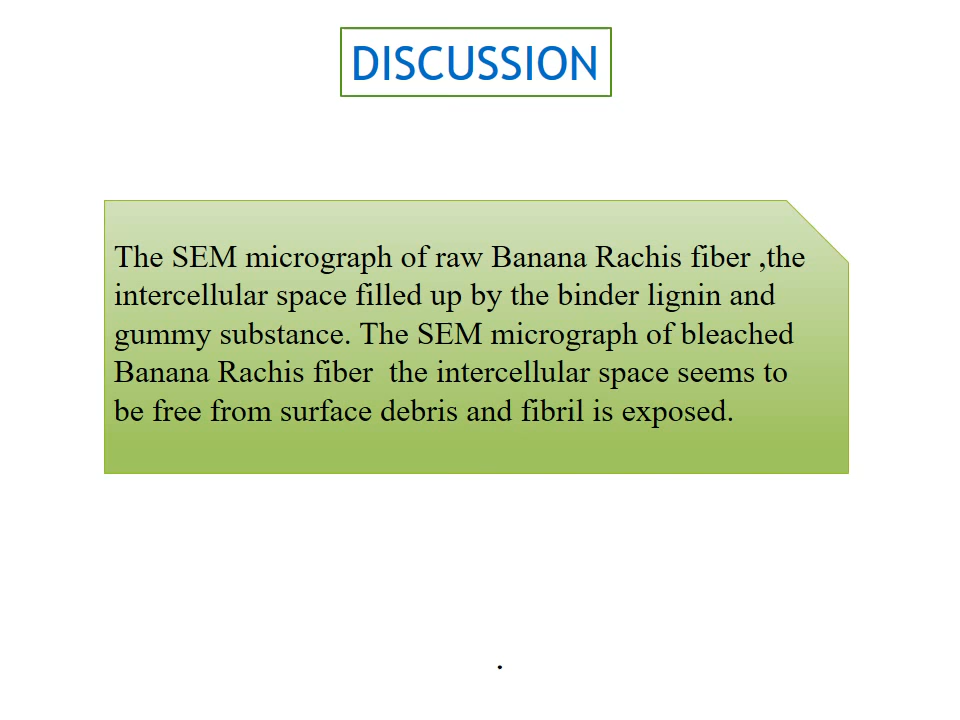 DISCUSSION
The SEM micrograph of raw Banana Rachis fiber ,the
intercellular space filled up by the binder lignin and
gummy substance. The SEM micrograph of bleached
Banana Rachis fiber  the intercellular space seems to
be free from surface debris and fibril is exposed.
.